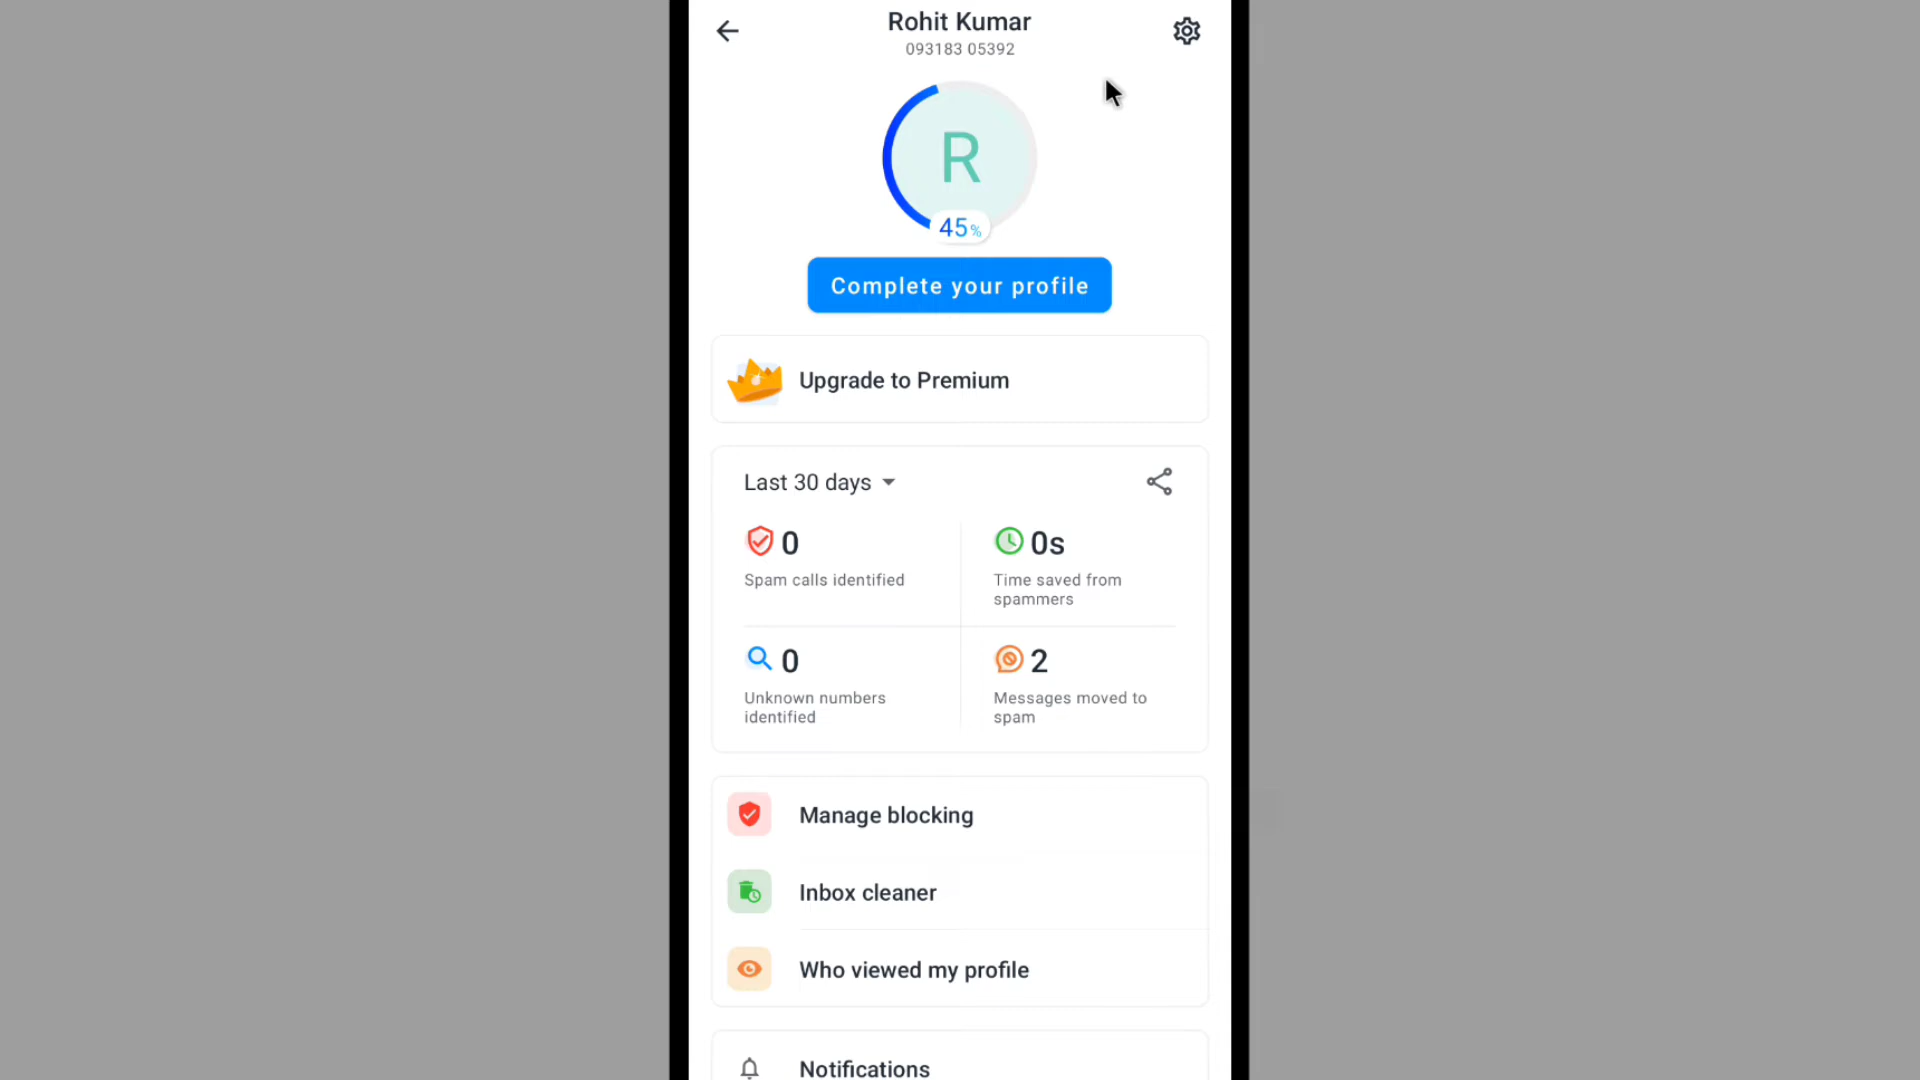 Rohit Kumar
093183 05392
R
45%
Complete your profile
Upgrade to Premium
Last 30 days
0
Spam calls identified
0s
Time saved from
spammers
0
Unknown numbers
identified
2
Messages moved to
spam
Manage blocking
Inbox cleaner
Who viewed my profile
Notifications